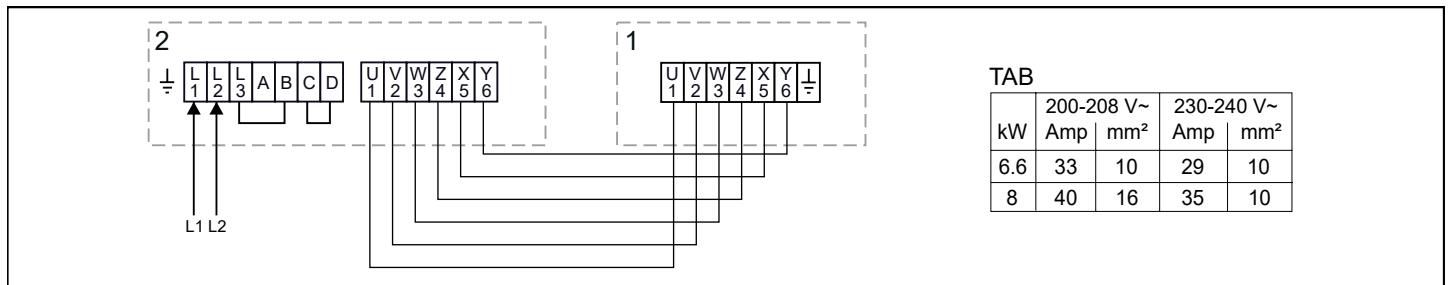 2
L1 L2 L3 A B C D
U1 V2 W3 Z4 X5 Y6
L1 L2
1
U1 V2 W3 Z4 X5 Y6
TAB
200-208 V~ 230-240 V~
kW Amp mm² Amp mm²
6.6 33 10 29 10
8 40 16 35 10